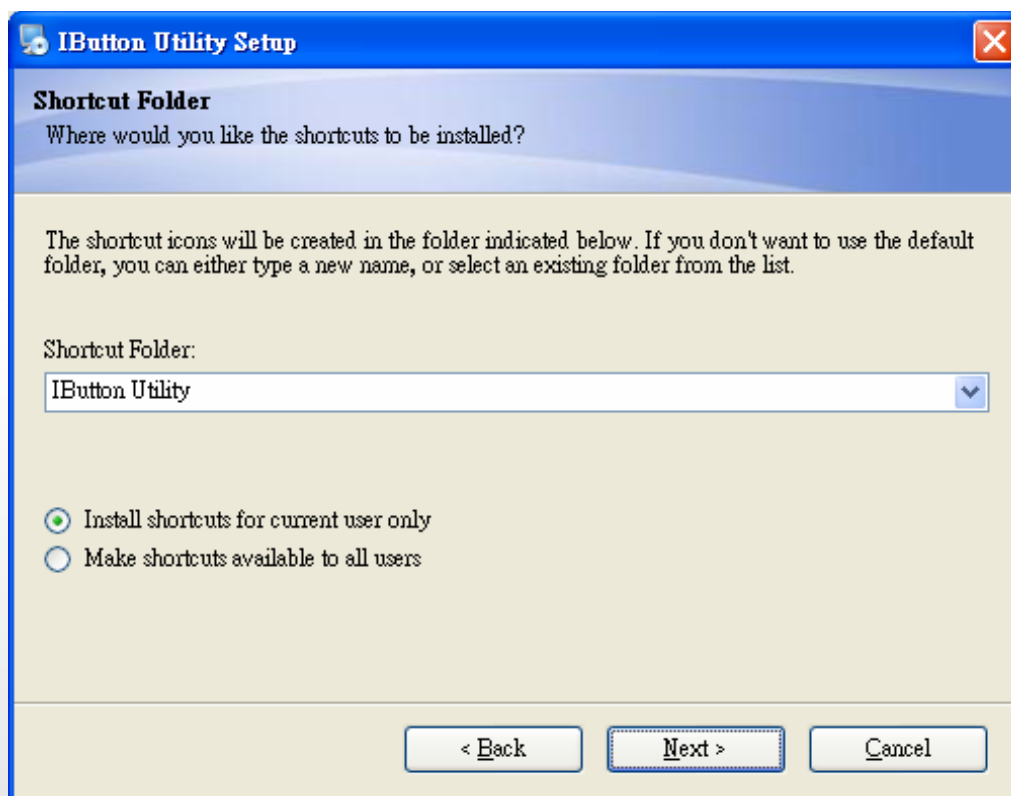 IButton Utility Setup
Shortcut Folder
Where would you like the shortcuts to be installed?
The shortcut icons will be created in the folder indicated below. If you don't want to use the default
folder, you can either type a new name, or select an existing folder from the list.
Shortcut Folder:
IButton Utility
Install shortcuts for current user only
Make shortcuts available to all users
< Back
Next >
Cancel